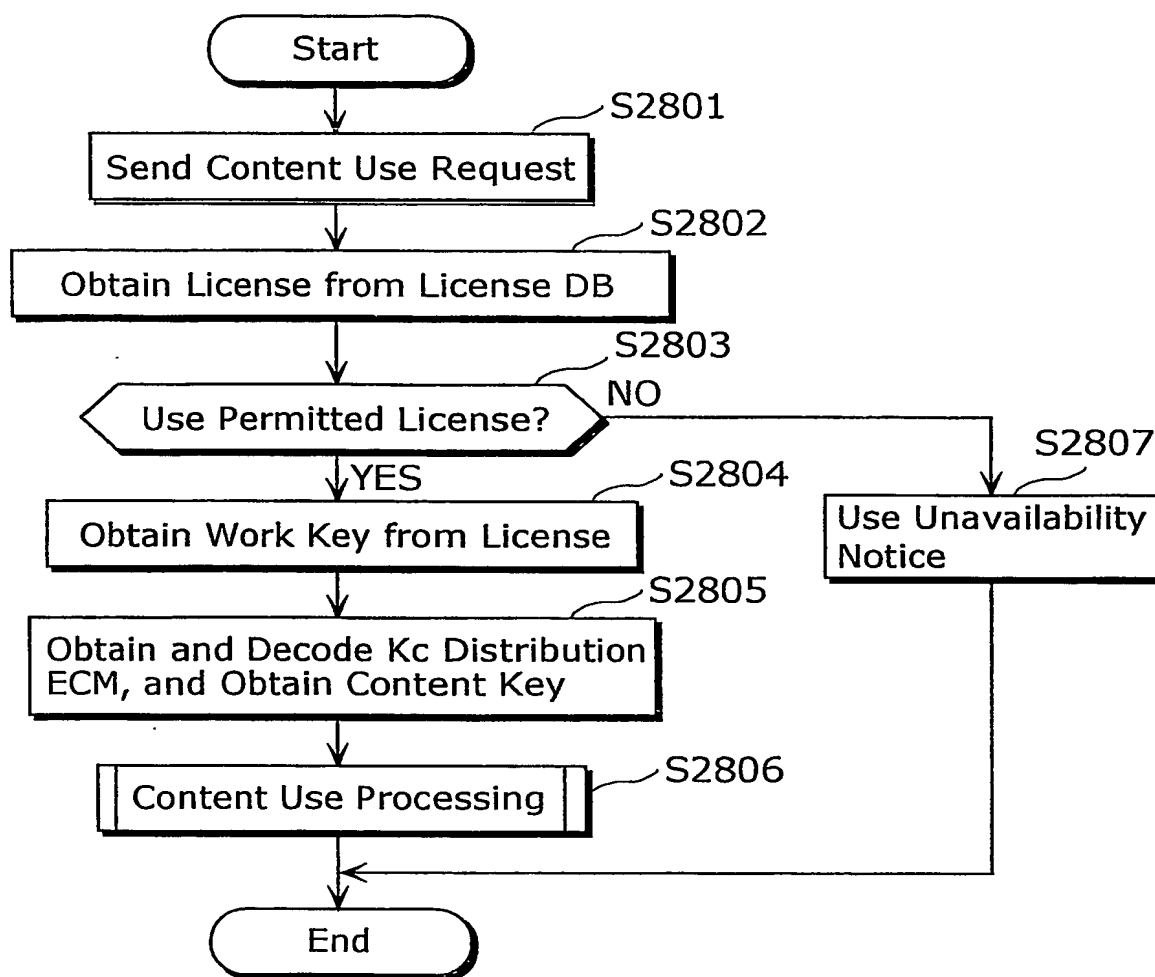 Start
S2801
Send Content Use Request
S2802
Obtain License from License DB
S2803
Use Permitted License?
NO
YES
S2804
Obtain Work Key from License
S2807
Use Unavailability
Notice
S2805
Obtain and Decode Kc Distribution
ECM, and Obtain Content Key
S2806
Content Use Processing
End